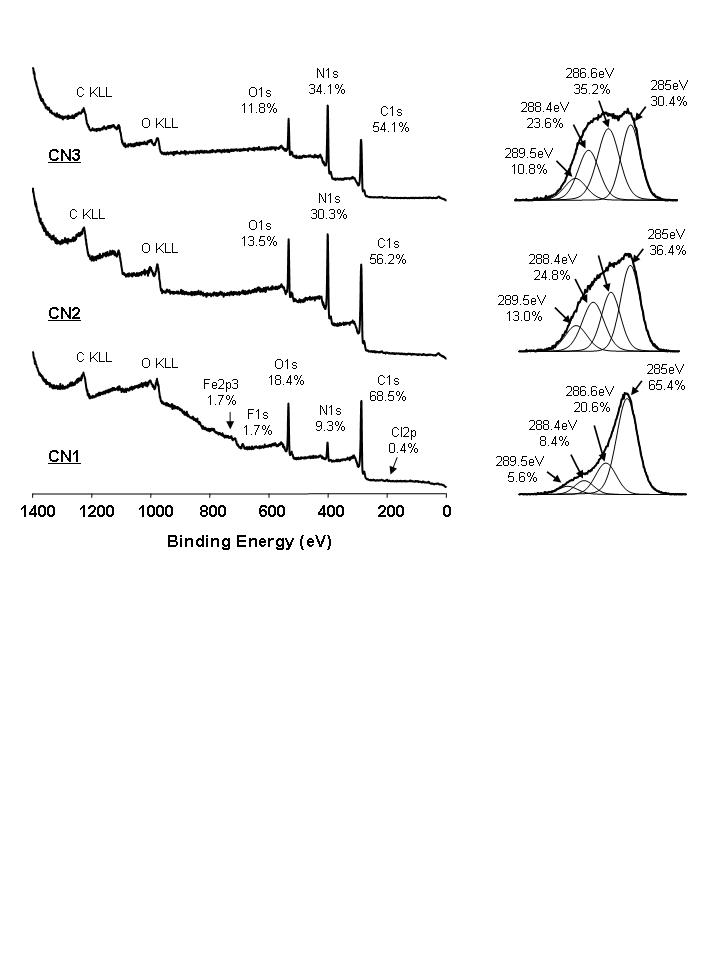 C KLL
O KLL
O1s
11.8%
N1s
34.1%
C1s
54.1%
CN3
286.6eV
35.2%
285eV
30.4%
288.4eV
23.6%
289.5eV
10.8%
C KLL
O KLL
O1s
13.5%
N1s
30.3%
C1s
56.2%
CN2
285eV
36.4%
288.4eV
24.8%
289.5eV
13.0%
C KLL
O KLL
Fe2p3
1.7%
F1s
1.7%
O1s
18.4%
N1s
9.3%
C1s
68.5%
Cl2p
0.4%
CN1
285eV
65.4%
286.6eV
20.6%
288.4eV
8.4%
289.5eV
5.6%
1400 1200 1000 800 600 400 200 0
Binding Energy (eV)